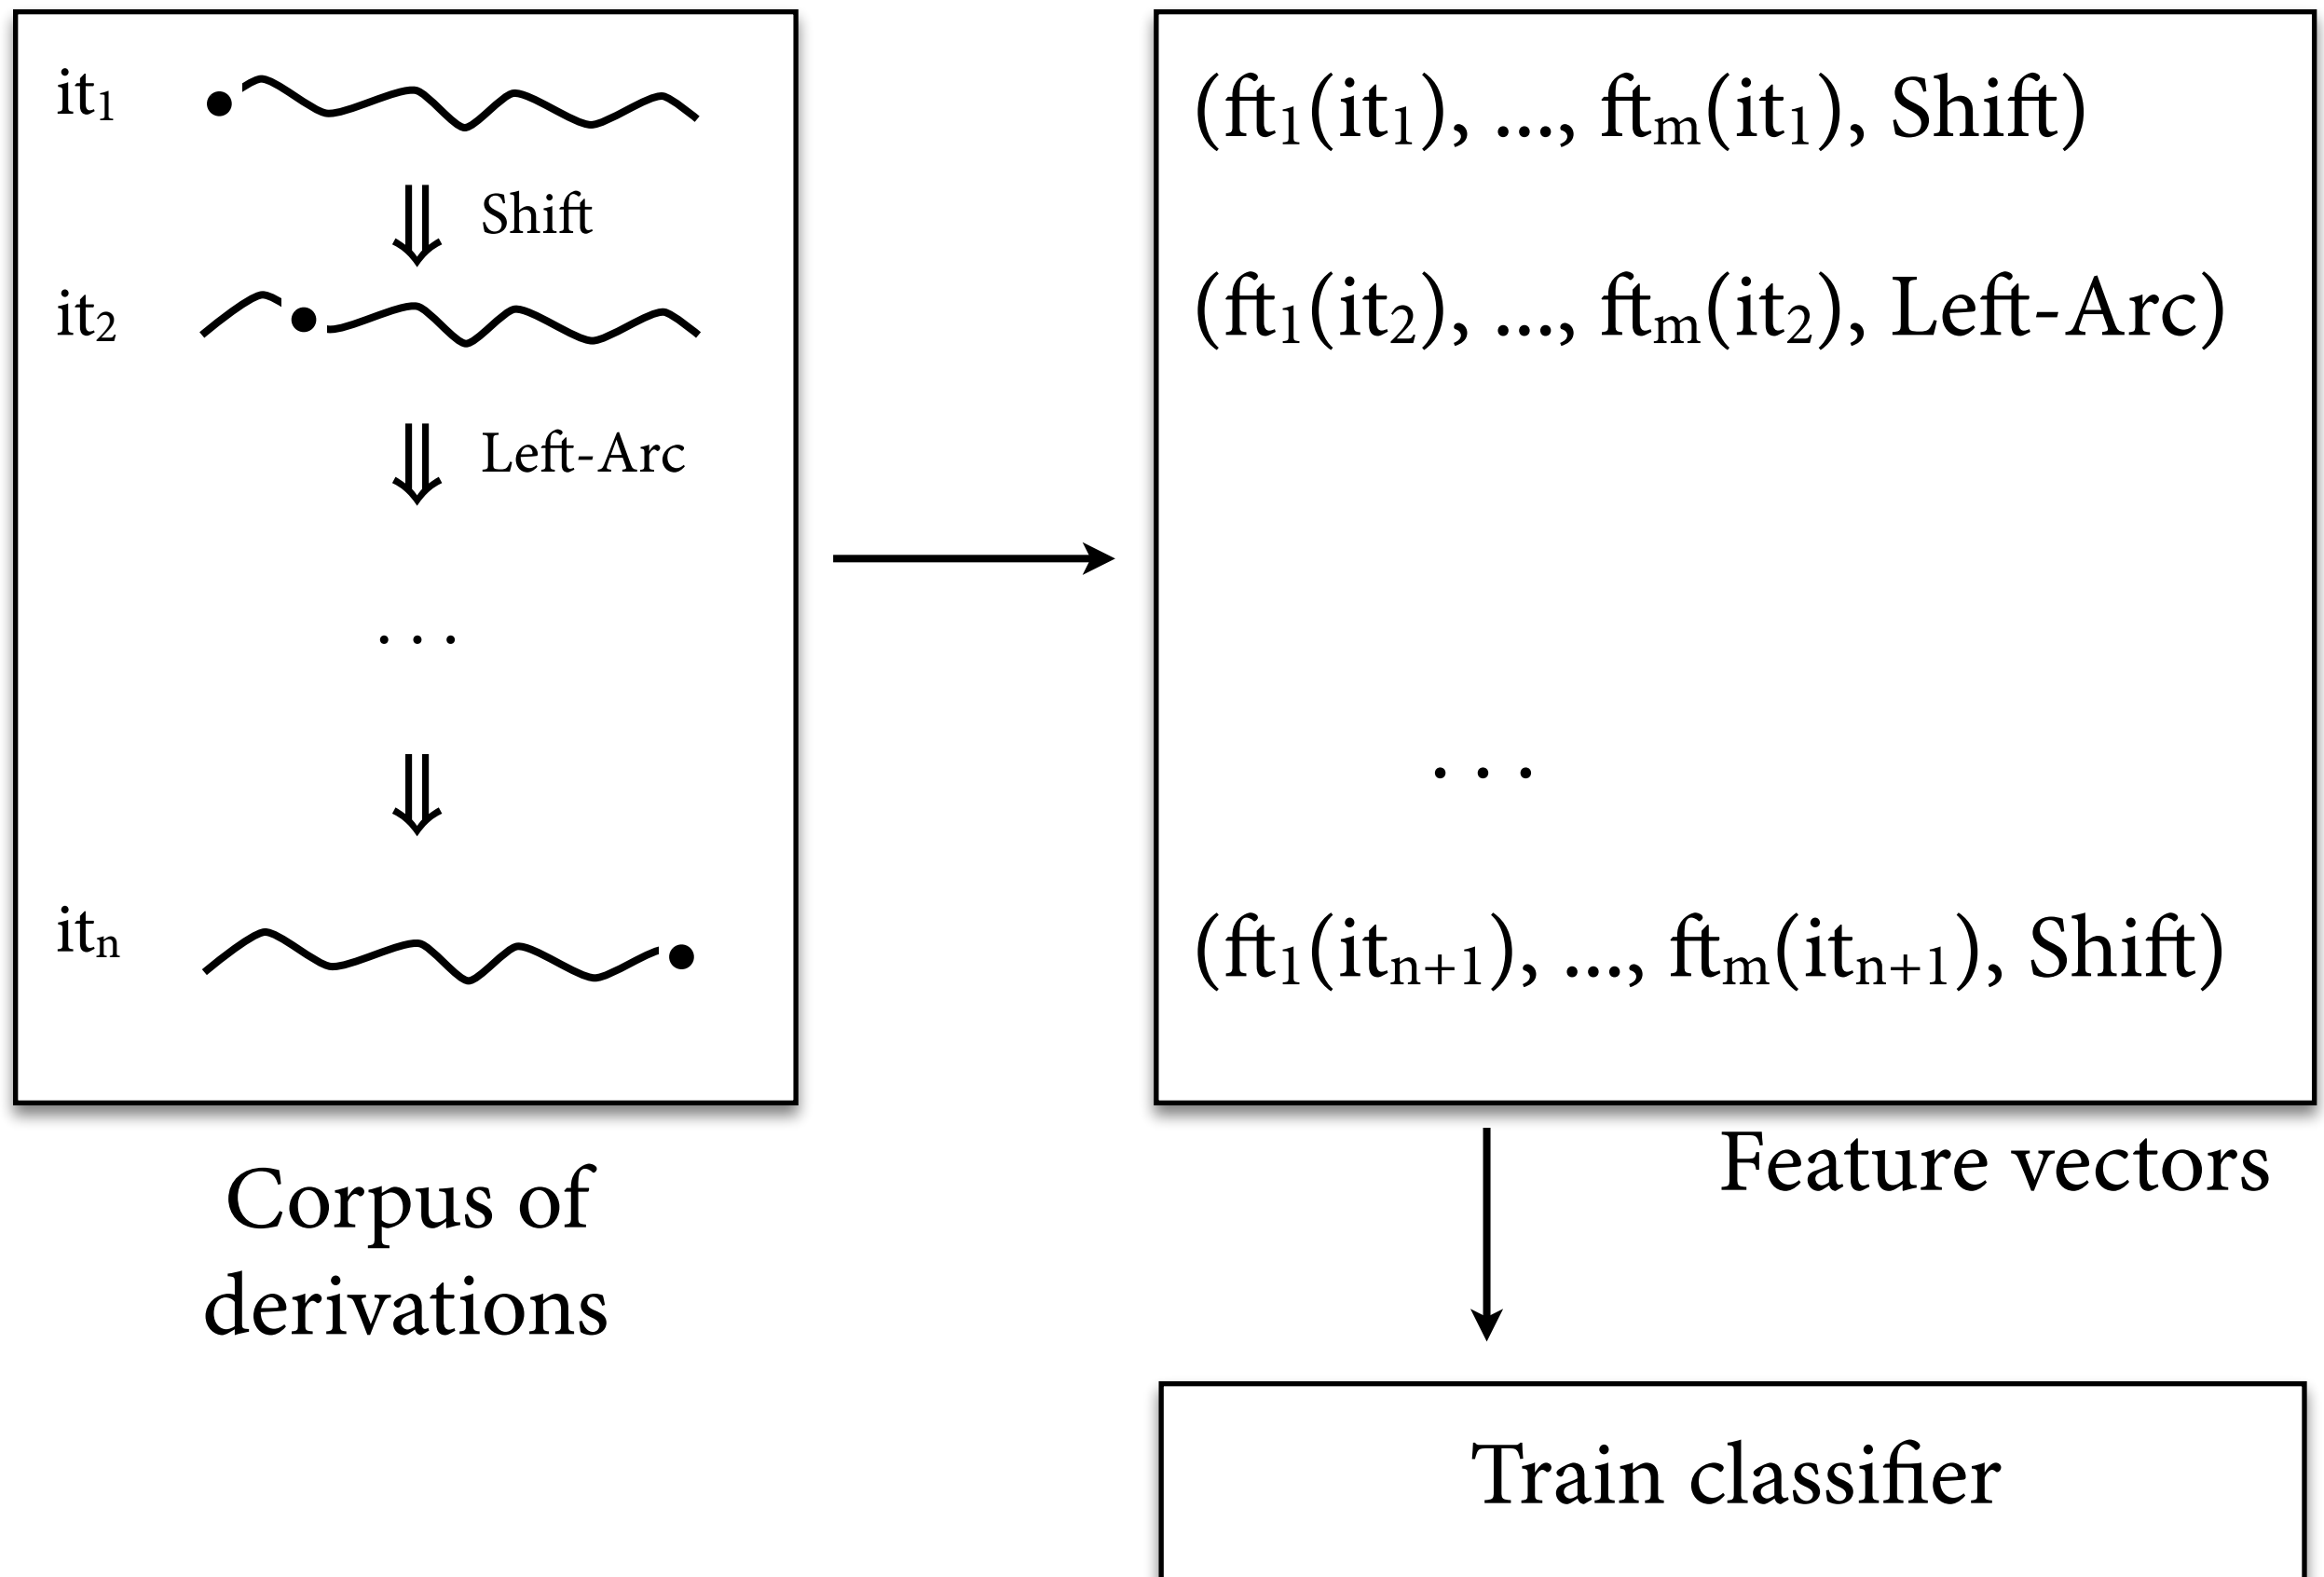 it₁
Shift
it₂
Left-Arc
. . .
itₙ
Corpus of
derivations
(ft₁(it₁), ..., ftₘ(it₁), Shift)
(ft₁(it₂), ..., ftₘ(it₂), Left-Arc)
. . .
(ft₁(itₙ₊₁), ..., ftₘ(itₙ₊₁), Shift)
Feature vectors
Train classifier